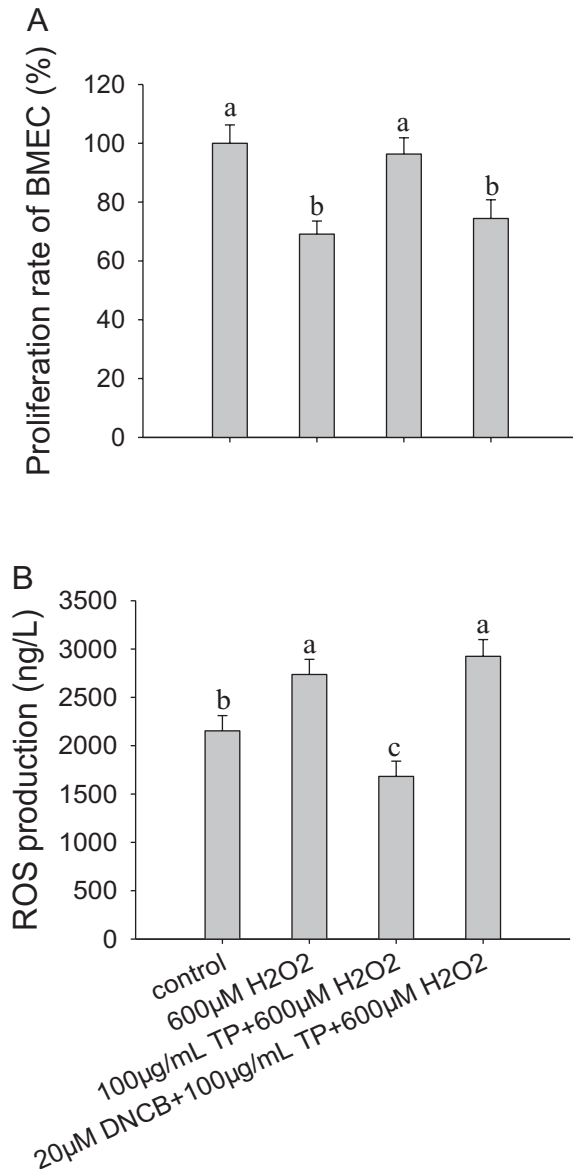 A
Proliferation rate of BMEC (%)
120
100
80
60
40
20
0
a
b
a
b
B
ROS production (ng/L)
3500
3000
2500
2000
1500
1000
500
0
b
a
c
a
control
600µM H2O2
100µg/mL TP+600µM H2O2
20µM DNCB+100µg/mL TP+600µM H2O2